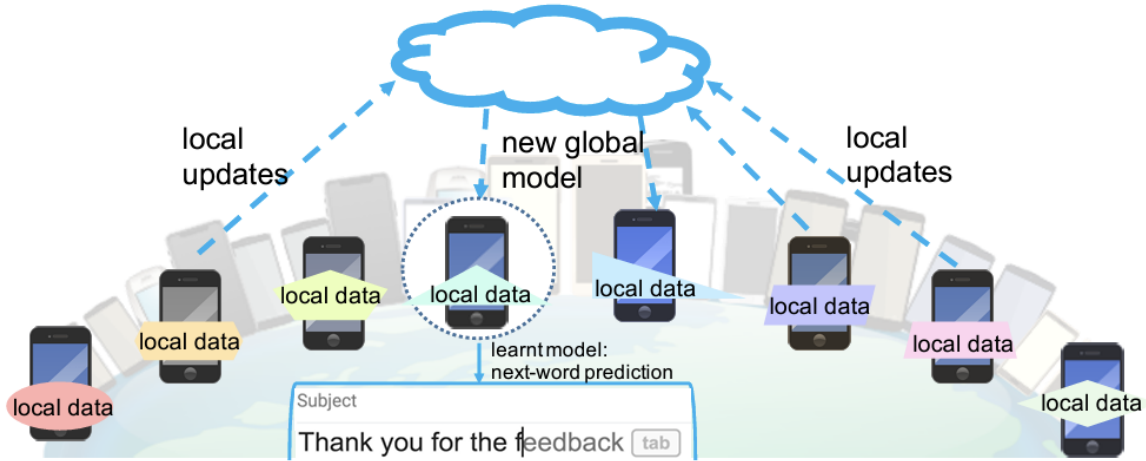 local
updates
new global
model
local
updates
local data
local data
local data
local data
local data
local data
local data
local data
learnt model:
next-word prediction
Subject
Thank you for the feedback tab